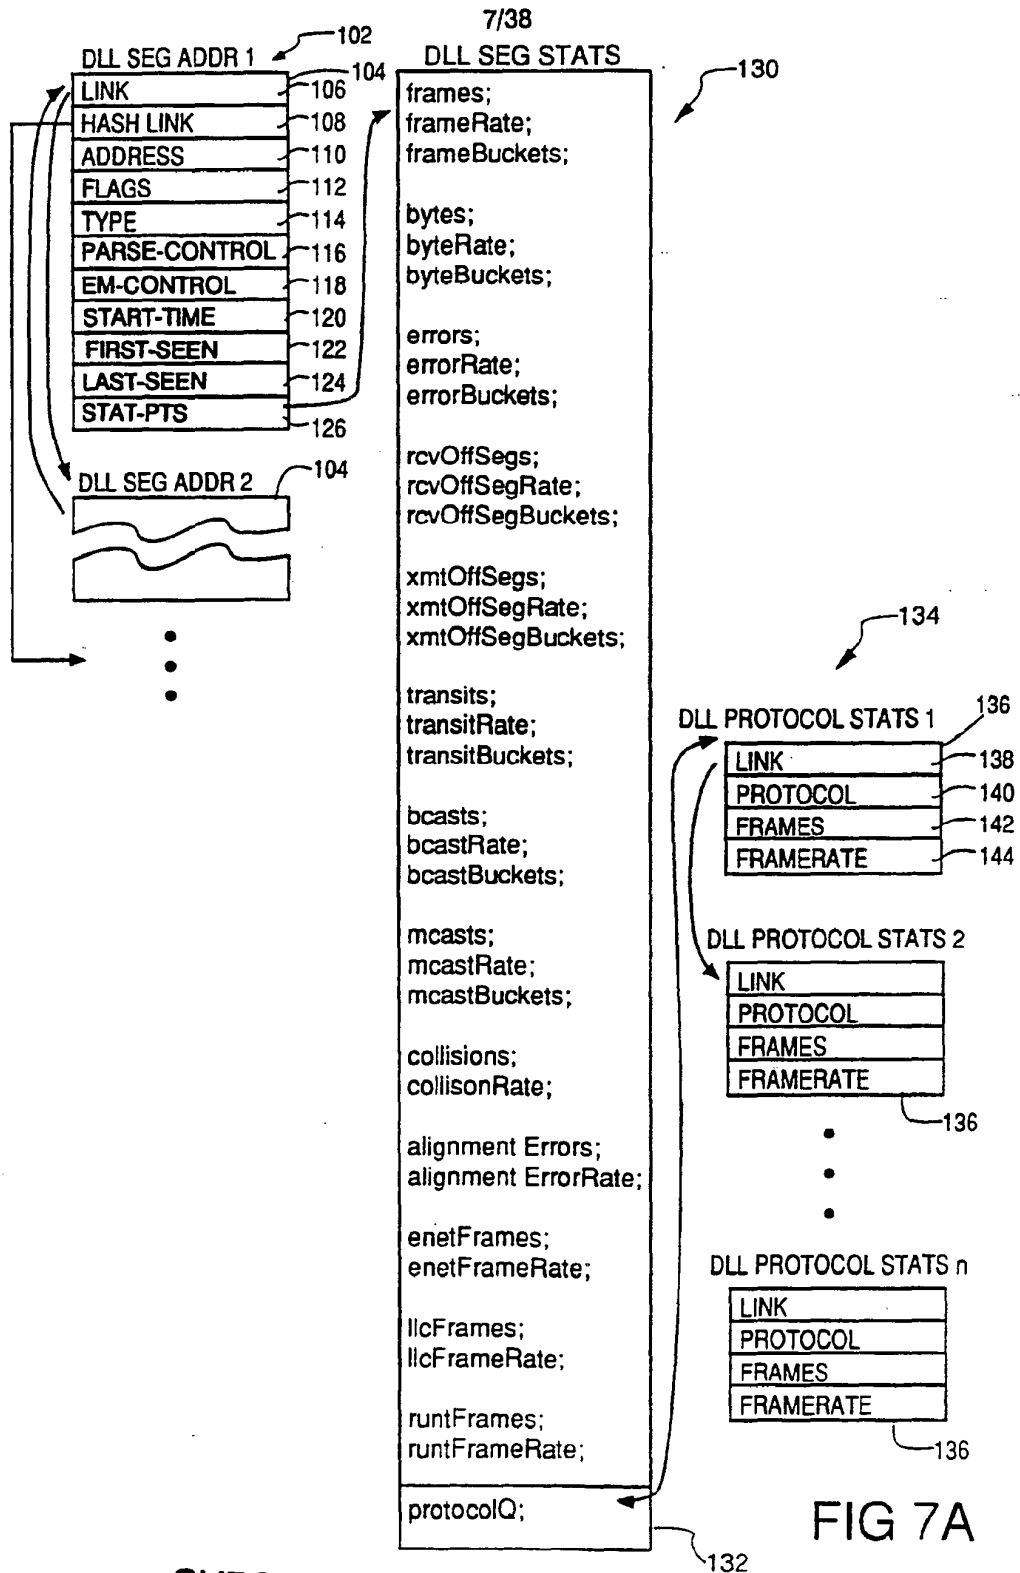 7/38
DLL SEG ADDR 1
102
104
LINK
106
HASH LINK
108
ADDRESS
110
FLAGS
112
TYPE
114
PARSE-CONTROL
116
EM-CONTROL
118
START-TIME
120
FIRST-SEEN
122
LAST-SEEN
124
STAT-PTS
126
DLL SEG ADDR 2
104
DLL SEG STATS
130
frames;
frameRate;
frameBuckets;
bytes;
byteRate;
byteBuckets;
errors;
errorRate;
errorBuckets;
rcvOffSegs;
rcvOffSegRate;
rcvOffSegBuckets;
xmtOffSegs;
xmtOffSegRate;
xmtOffSegBuckets;
transits;
transitRate;
transitBuckets;
bcasts;
bcastRate;
bcastBuckets;
mcasts;
mcastRate;
mcastBuckets;
collisions;
collisonRate;
alignment Errors;
alignment ErrorRate;
enetFrames;
enetFrameRate;
llcFrames;
llcFrameRate;
runtFrames;
runtFrameRate;
protocolQ;
132
134
DLL PROTOCOL STATS 1
136
LINK
138
PROTOCOL
140
FRAMES
142
FRAMERATE
144
DLL PROTOCOL STATS 2
LINK
PROTOCOL
FRAMES
FRAMERATE
136
DLL PROTOCOL STATS n
LINK
PROTOCOL
FRAMES
FRAMERATE
136
FIG 7A